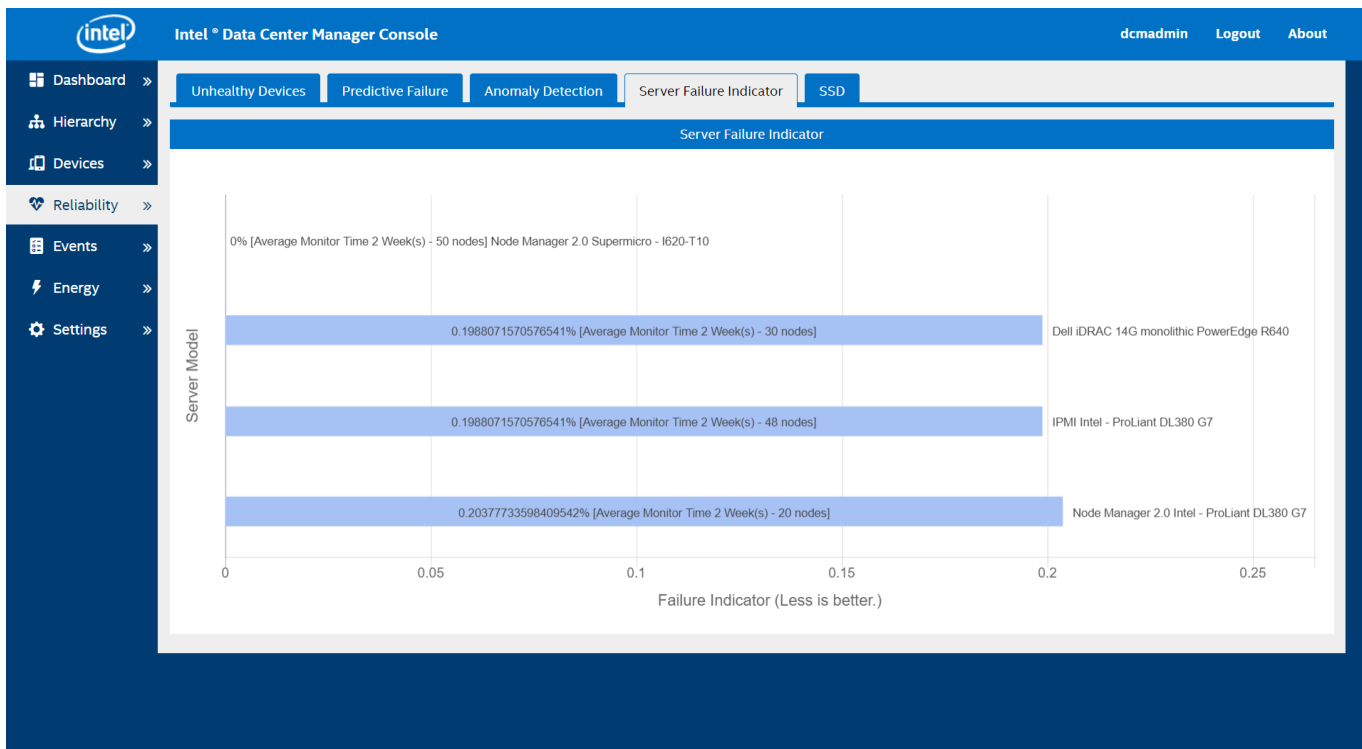 intel
Intel ® Data Center Manager Console
dcmadmin Logout About
Dashboard »
Hierarchy »
Devices »
Reliability »
Events »
Energy »
Settings »
Unhealthy Devices Predictive Failure Anomaly Detection Server Failure Indicator SSD
Server Failure Indicator
0% [Average Monitor Time 2 Week(s) - 50 nodes] Node Manager 2.0 Supermicro - I620-T10
0.1988071570576541% [Average Monitor Time 2 Week(s) - 30 nodes] Dell iDRAC 14G monolithic PowerEdge R640
0.1988071570576541% [Average Monitor Time 2 Week(s) - 48 nodes] IPMI Intel - ProLiant DL380 G7
0.20377733598409542% [Average Monitor Time 2 Week(s) - 20 nodes] Node Manager 2.0 Intel - ProLiant DL380 G7
Server Model
0 0.05 0.1 0.15 0.2 0.25
Failure Indicator (Less is better.)